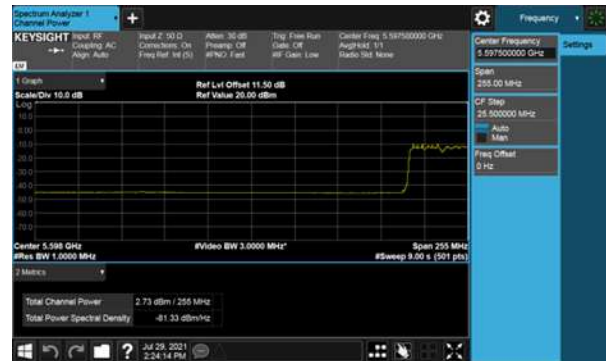 Spectrum Analyzer 1
Channel Power
Frequency
KEYSIGHT
Input: RF
Coupling: AC
Align: Auto
Input Z: 50 Ω
Corrections: On
Freq Ref: Int (S)
Atten: 30 dB
Preamp: Off
#PNO: Fast
Trig: Free Run
Gate: Off
#IF Gain: Low
Center Freq: 5.597500000 GHz
Avg|Hold: 1/1
Radio Std: None
Center Frequency
5.597500000 GHz
Settings
Span
255.00 MHz
CF Step
25.500000 MHz
Auto
Man
Freq Offset
0 Hz
1 Graph
Scale/Div 10.0 dB
Ref Lvl Offset 11.50 dB
Ref Value 20.00 dBm
Log
10.0
0.00
-10.0
-20.0
-30.0
-40.0
-50.0
-60.0
-70.0
Center 5.598 GHz
#Res BW 1.0000 MHz
#Video BW 3.0000 MHz*
Span 255 MHz
#Sweep 9.00 s (501 pts)
2 Metrics
Total Channel Power 2.73 dBm / 255 MHz
Total Power Spectral Density -81.33 dBm/Hz
?
Jul 29, 2021
2:24:14 PM